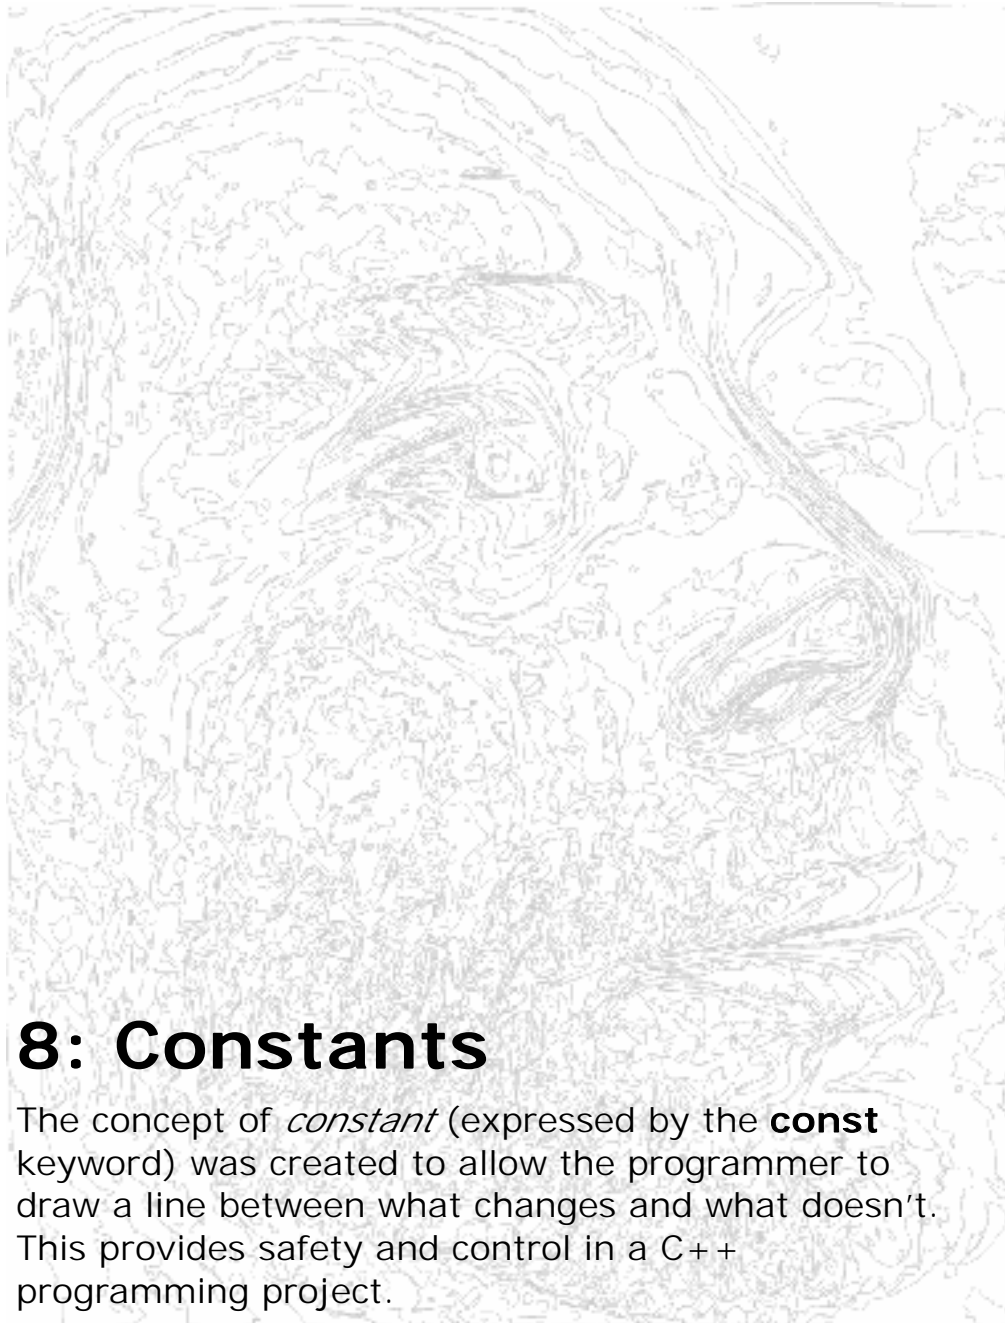 8: Constants
The concept of constant (expressed by the const
keyword) was created to allow the programmer to
draw a line between what changes and what doesn't.
This provides safety and control in a C++
programming project.